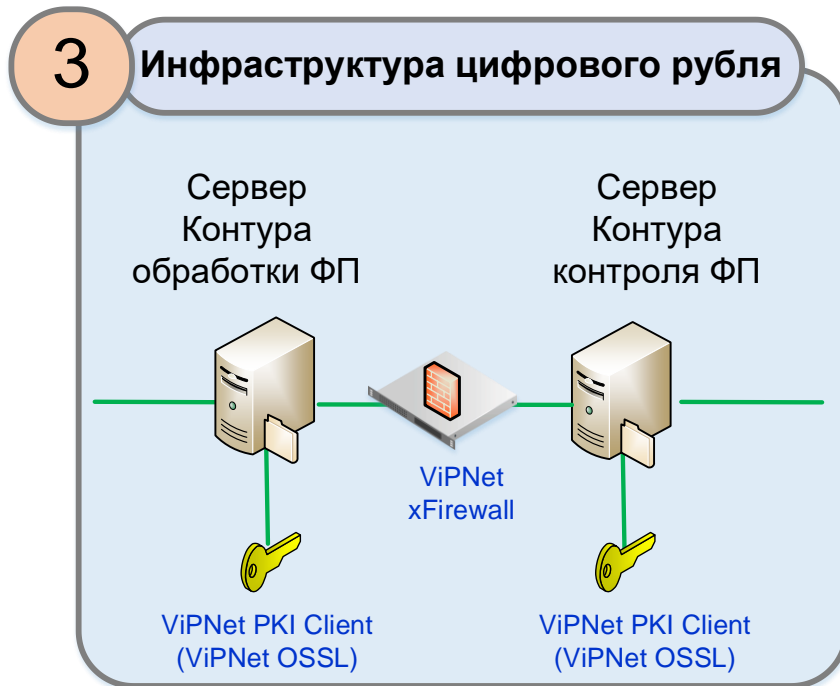 3
Инфраструктура цифрового рубля
Сервер
Контура
обработки ФП
Сервер
Контура
контроля ФП
ViPNet
xFirewall
ViPNet PKI Client
(ViPNet OSSL)
ViPNet PKI Client
(ViPNet OSSL)